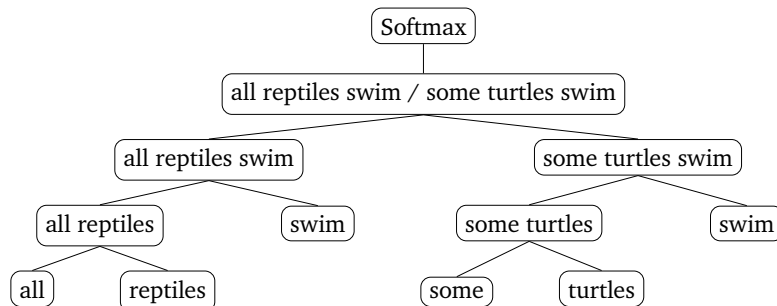 Softmax
all reptiles swim / some turtles swim
all reptiles swim
some turtles swim
all reptiles
swim
some turtles
swim
all
reptiles
some
turtles